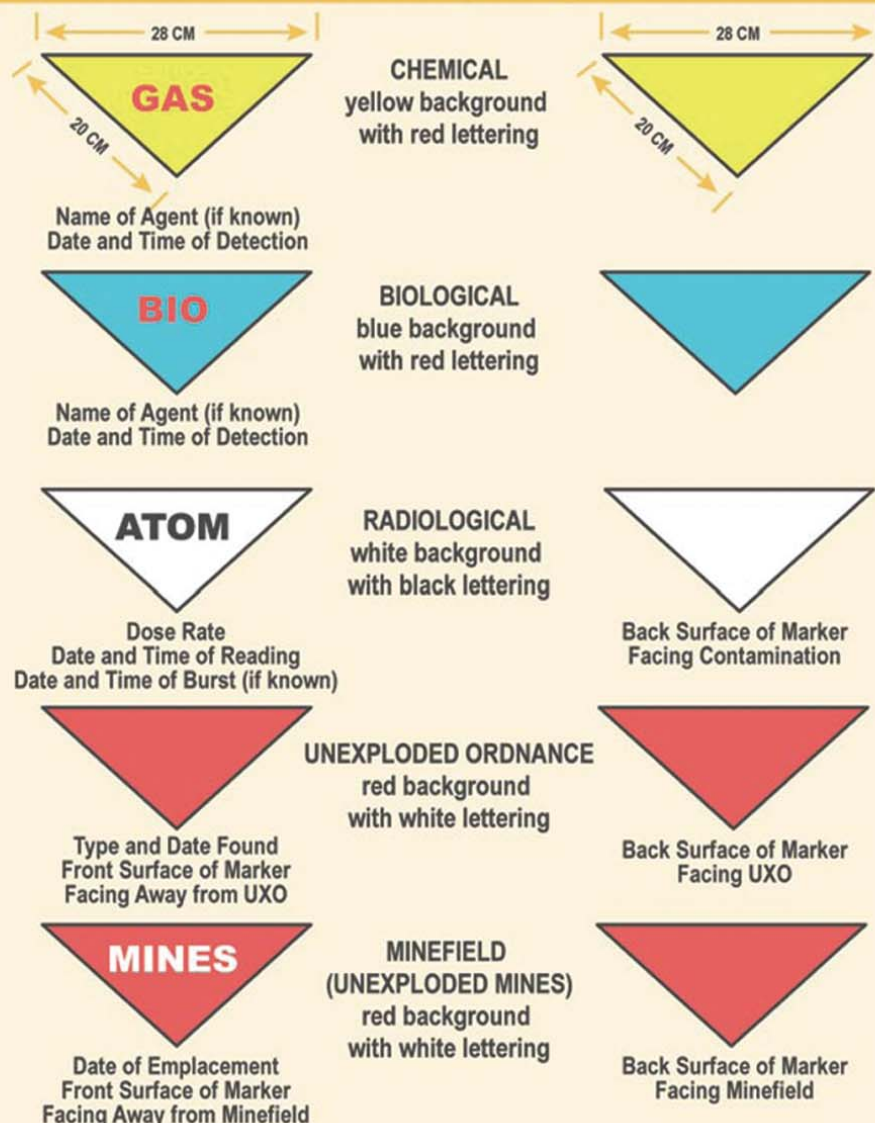 28 CM
28 CM
GAS
20 CM
CHEMICAL
yellow background
with red lettering
20 CM
Name of Agent (if known)
Date and Time of Detection
BIO
BIOLOGICAL
blue background
with red lettering
Name of Agent (if known)
Date and Time of Detection
ATOM
RADIOLOGICAL
white background
with black lettering
Dose Rate
Date and Time of Reading
Date and Time of Burst (if known)
Back Surface of Marker
Facing Contamination
UNEXPLODED ORDNANCE
red background
with white lettering
Type and Date Found
Front Surface of Marker
Facing Away from UXO
Back Surface of Marker
Facing UXO
MINES
MINEFIELD
(UNEXPLODED MINES)
red background
with white lettering
Date of Emplacement
Front Surface of Marker
Facing Away from Minefield
Back Surface of Marker
Facing Minefield